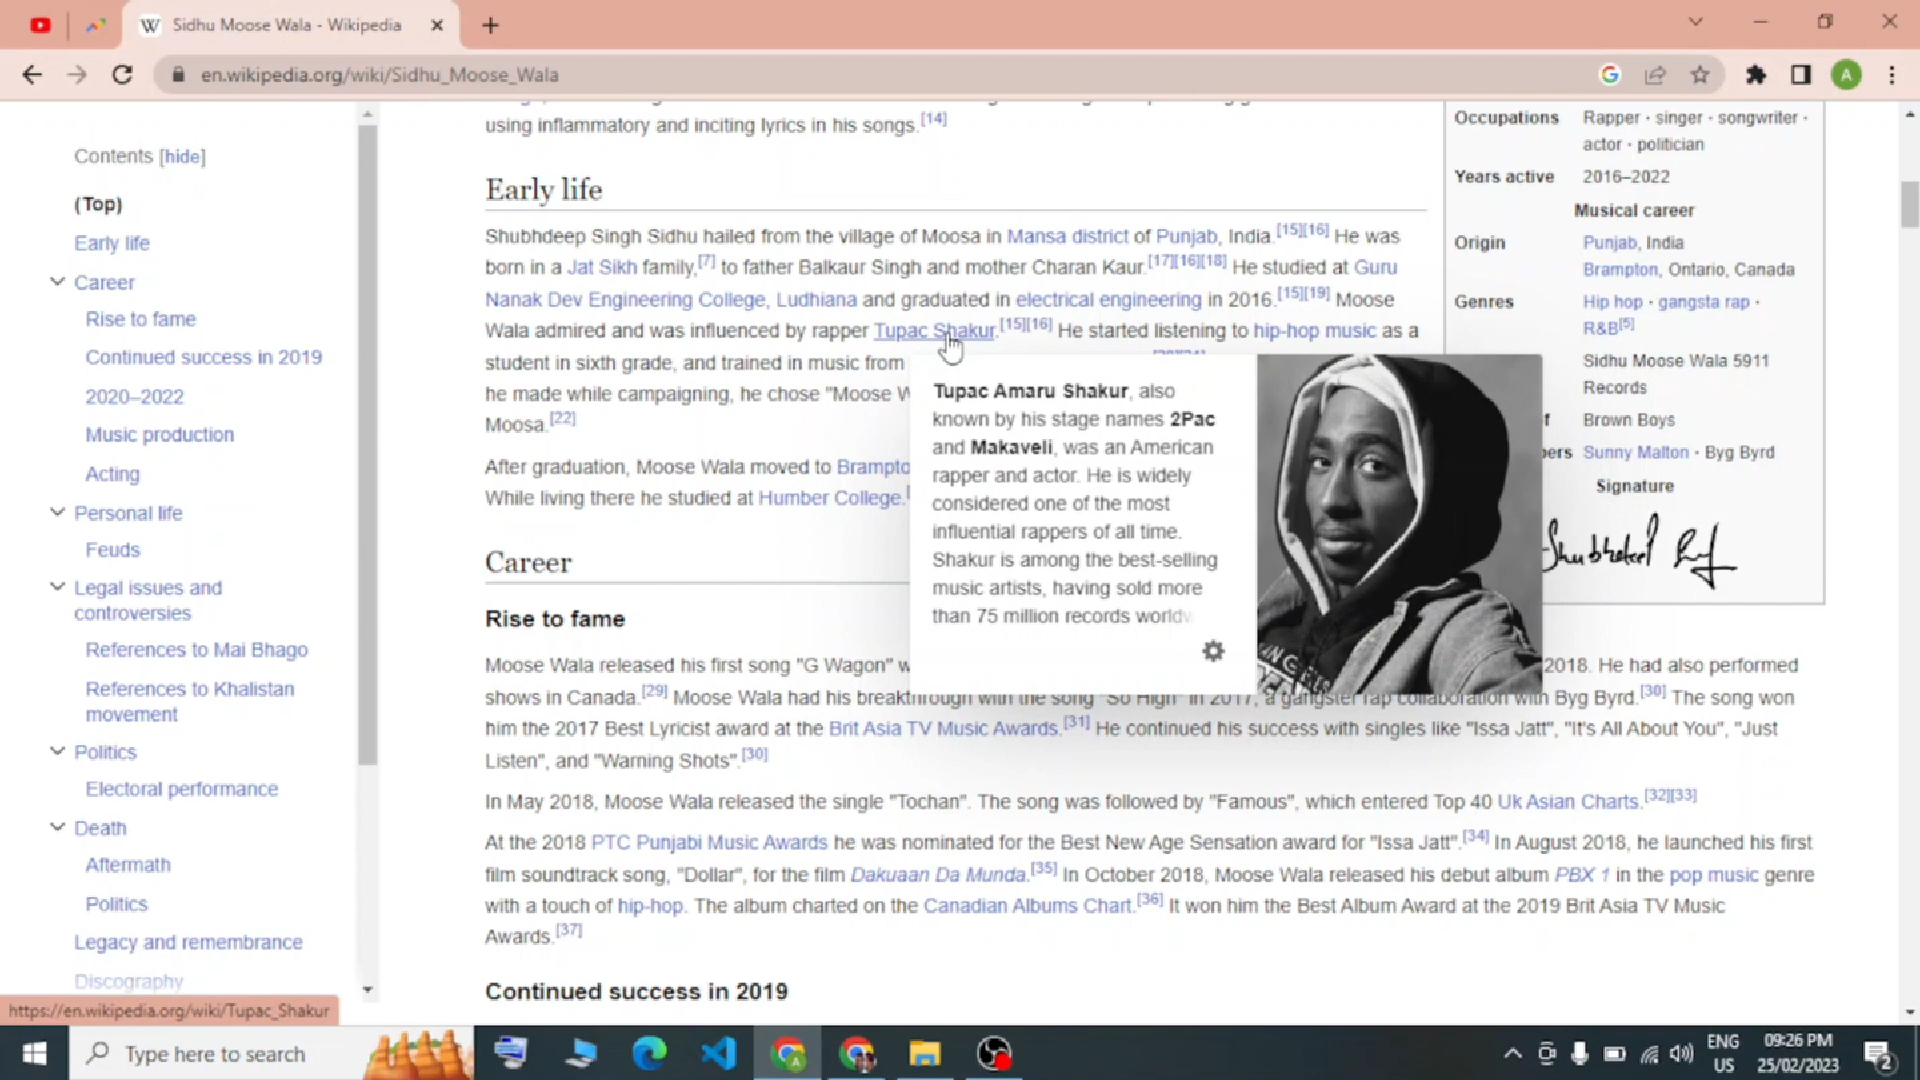 Sidhu Moose Wala - Wikipedia
en.wikipedia.org/wiki/Sidhu_Moose_Wala
A
Contents [hide]
(Top)
Early life
Career
Rise to fame
Continued success in 2019
2020–2022
Music production
Acting
Personal life
Feuds
Legal issues and
controversies
References to Mai Bhago
References to Khalistan
movement
Politics
Electoral performance
Death
Aftermath
Politics
Legacy and remembrance
Discography
https://en.wikipedia.org/wiki/Tupac_Shakur
using inflammatory and inciting lyrics in his songs.[14]
Early life
Shubhdeep Singh Sidhu hailed from the village of Moosa in Mansa district of Punjab, India.[15][16] He was
born in a Jat Sikh family,[7] to father Balkaur Singh and mother Charan Kaur.[17][16][18] He studied at Guru
Nanak Dev Engineering College, Ludhiana and graduated in electrical engineering in 2016.[15][19] Moose
Wala admired and was influenced by rapper Tupac Shakur.[15][16] He started listening to hip-hop music as a
student in sixth grade, and trained in music from
he made while campaigning, he chose "Moose W
Moosa.[22]
After graduation, Moose Wala moved to Brampto
While living there he studied at Humber College.
Tupac Amaru Shakur, also
known by his stage names 2Pac
and Makaveli, was an American
rapper and actor. He is widely
considered one of the most
influential rappers of all time.
Shakur is among the best-selling
music artists, having sold more
than 75 million records worldw
Career
Rise to fame
Moose Wala released his first song "G Wagon" w 2018. He had also performed
shows in Canada.[29] Moose Wala had his breakthrough with the song "So High" in 2017, a gangster rap collaboration with Byg Byrd.[30] The song won
him the 2017 Best Lyricist award at the Brit Asia TV Music Awards.[31] He continued his success with singles like "Issa Jatt", "It's All About You", "Just
Listen", and "Warning Shots".[30]
In May 2018, Moose Wala released the single "Tochan". The song was followed by "Famous", which entered Top 40 Uk Asian Charts.[32][33]
At the 2018 PTC Punjabi Music Awards he was nominated for the Best New Age Sensation award for "Issa Jatt".[34] In August 2018, he launched his first
film soundtrack song, "Dollar", for the film Dakuaan Da Munda.[35] In October 2018, Moose Wala released his debut album PBX 1 in the pop music genre
with a touch of hip-hop. The album charted on the Canadian Albums Chart.[36] It won him the Best Album Award at the 2019 Brit Asia TV Music
Awards.[37]
Continued success in 2019
Occupations Rapper · singer · songwriter ·
actor · politician
Years active 2016–2022
Musical career
Origin Punjab, India
Brampton, Ontario, Canada
Genres Hip hop · gangsta rap ·
R&B[5]
Sidhu Moose Wala 5911
Records
f Brown Boys
ers Sunny Malton · Byg Byrd
Signature
Type here to search
ENG
US
09:26 PM
25/02/2023
2